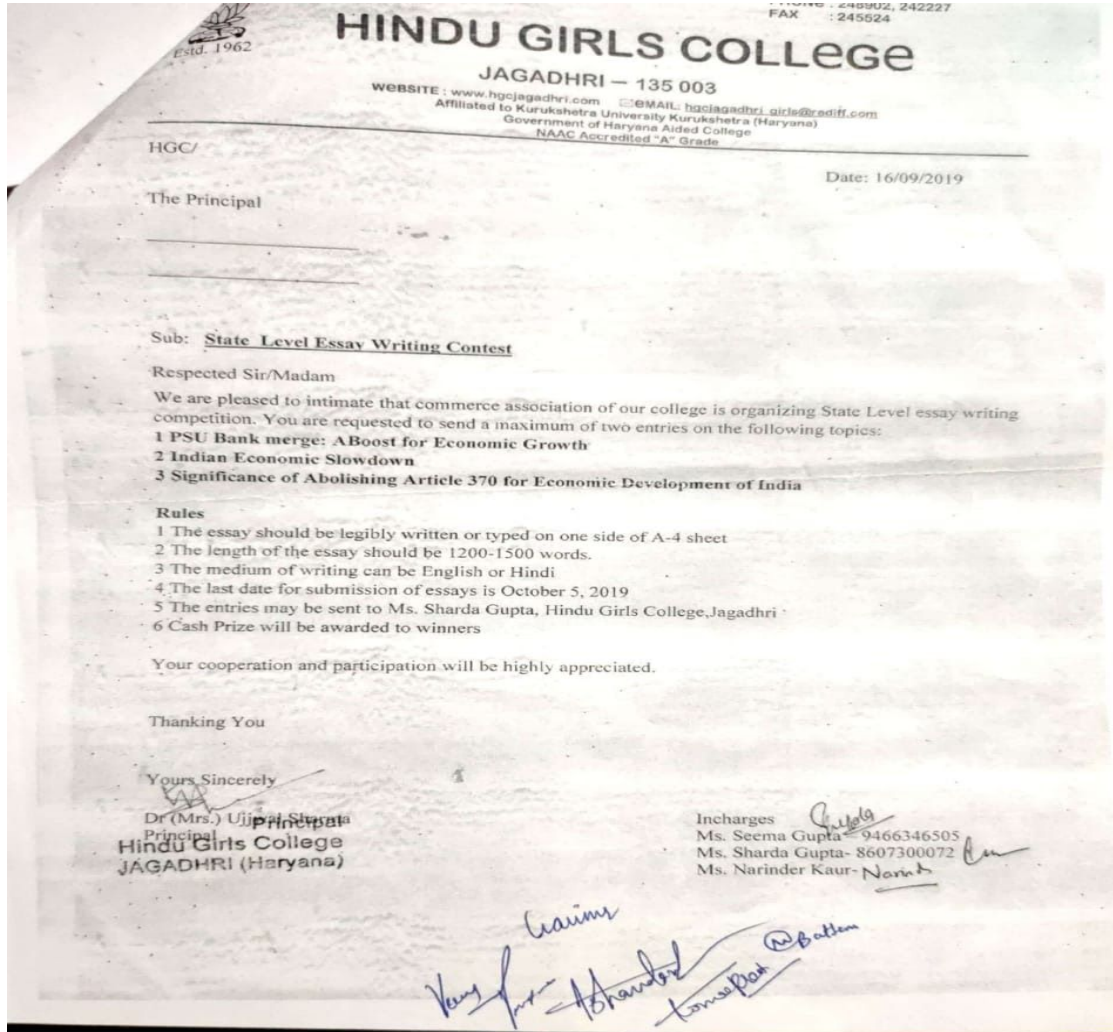 PHONE : 248902, 242227
FAX : 245524
Estd. 1962
HINDU GIRLS COLLeGe
JAGADHRI – 135 003
WEBSITE : www.hgcjagadhri.com eMAIL: hgcjagadhri_girls@rediff.com
Affiliated to Kurukshetra University Kurukshetra (Haryana)
Government of Haryana Aided College
NAAC Accredited "A" Grade
HGC/
Date: 16/09/2019
The Principal
Sub: State Level Essay Writing Contest
Respected Sir/Madam
We are pleased to intimate that commerce association of our college is organizing State Level essay writing
competition. You are requested to send a maximum of two entries on the following topics:
1 PSU Bank merge: ABoost for Economic Growth
2 Indian Economic Slowdown
3 Significance of Abolishing Article 370 for Economic Development of India
Rules
1 The essay should be legibly written or typed on one side of A-4 sheet
2 The length of the essay should be 1200-1500 words.
3 The medium of writing can be English or Hindi
4 The last date for submission of essays is October 5, 2019
5 The entries may be sent to Ms. Sharda Gupta, Hindu Girls College,Jagadhri
6 Cash Prize will be awarded to winners
Your cooperation and participation will be highly appreciated.
Thanking You
Yours Sincerely
Dr (Mrs.)
Principal
Principal
Hindu Girls College
JAGADHRI (Haryana)
Incharges
Ms. Seema Gupta – 9466346505
Ms. Sharda Gupta- 8607300072
Ms. Narinder Kaur-